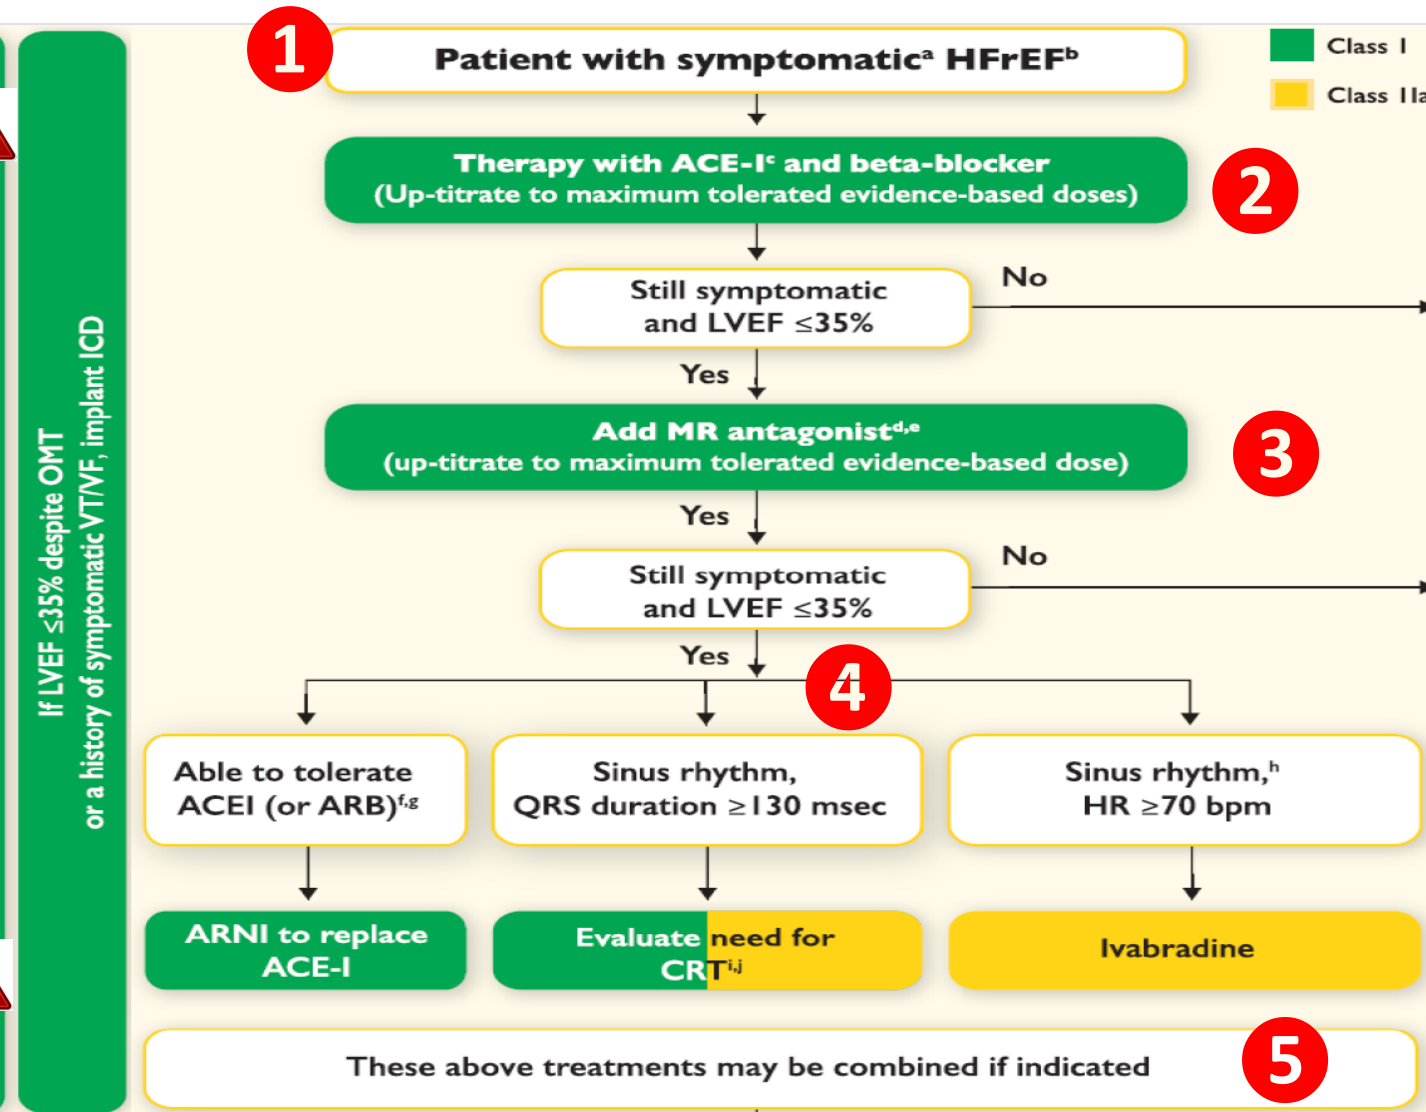 1
Patient with symptomaticᵃ HFrEFᵇ
Class I
Class IIa
Therapy with ACE-Iᶜ and beta-blocker
(Up-titrate to maximum tolerated evidence-based doses)
2
Still symptomatic
and LVEF ≤35%
No
Yes
Add MR antagonistᵈ,ᵉ
(up-titrate to maximum tolerated evidence-based dose)
3
Yes
Still symptomatic
and LVEF ≤35%
No
Yes
4
If LVEF ≤35% despite OMT
or a history of symptomatic VT/VF, implant ICD
Able to tolerate
ACEI (or ARB)ᶠ,ᵍ
Sinus rhythm,
QRS duration ≥130 msec
Sinus rhythm,ʰ
HR ≥70 bpm
ARNI to replace
ACE-I
Evaluate need for
CRTⁱ,ʲ
Ivabradine
These above treatments may be combined if indicated
5